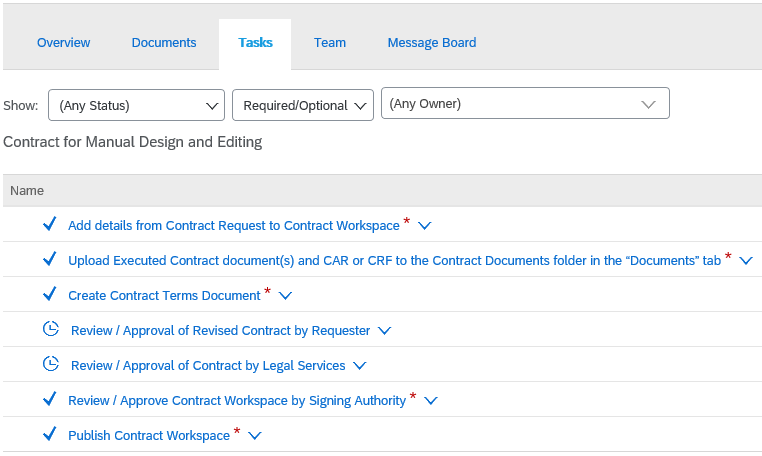 Overview Documents Tasks Team Message Board
Show: (Any Status) Required/Optional (Any Owner)
Contract for Manual Design and Editing
Name
Add details from Contract Request to Contract Workspace *
Upload Executed Contract document(s) and CAR or CRF to the Contract Documents folder in the “Documents” tab *
Create Contract Terms Document *
Review / Approval of Revised Contract by Requester
Review / Approval of Contract by Legal Services
Review / Approve Contract Workspace by Signing Authority *
Publish Contract Workspace *